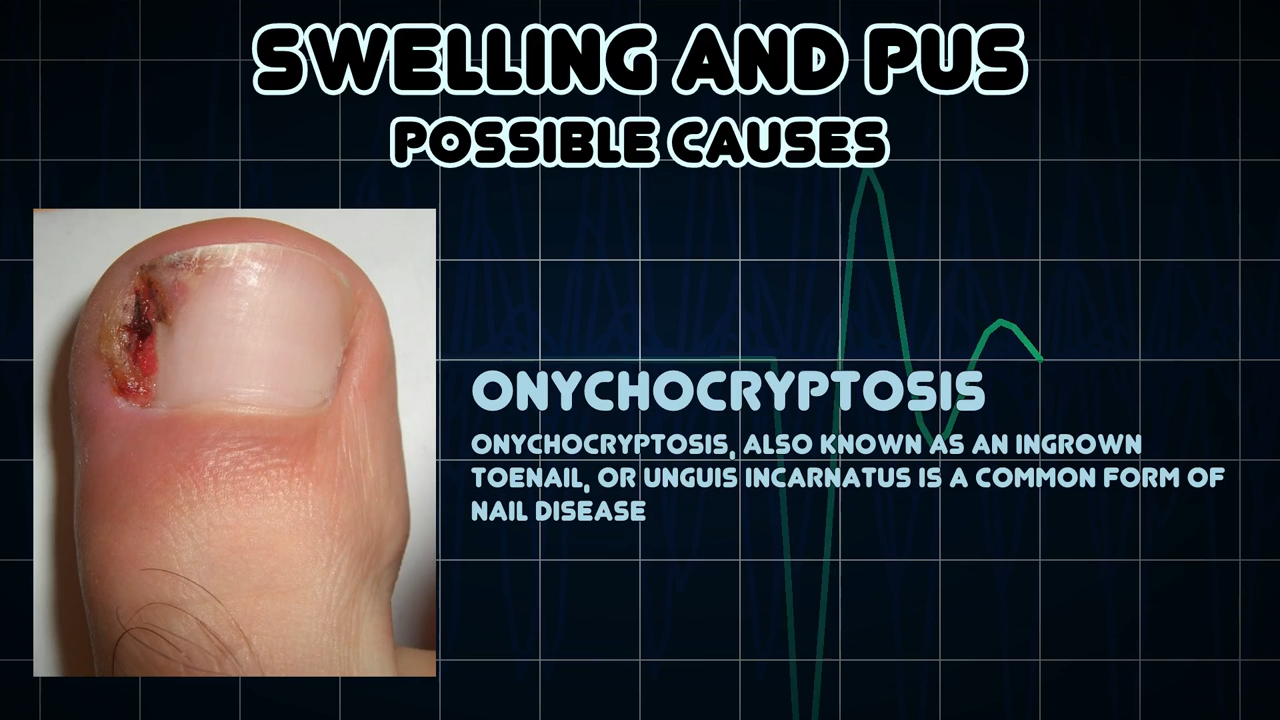 SWELLING AND PUS
POSSIBLE CAUSES
ONYCHOCRYPTOSIS
ONYCHOCRYPTOSIS, ALSO KNOWN AS AN INGROWN
TOENAIL, OR UNGUIS INCARNATUS IS A COMMON FORM OF
NAIL DISEASE